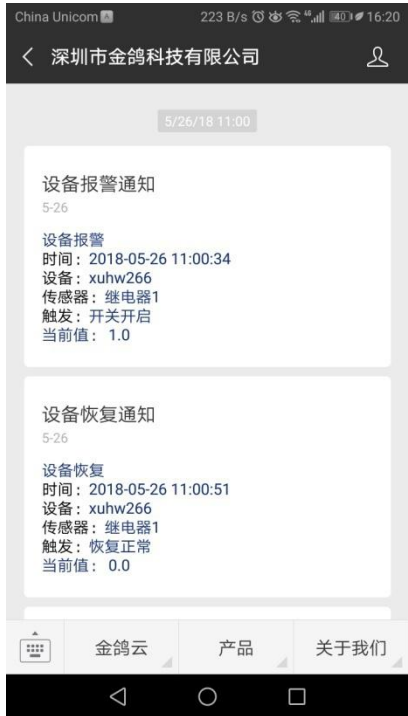 China Unicom 223 B/s 46 40 16:20
深圳市金鸽科技有限公司
5/26/18 11:00
设备报警通知
5-26
设备报警
时间：2018-05-26 11:00:34
设备：xuhw266
传感器：继电器1
触发：开关开启
当前值： 1.0
设备恢复通知
5-26
设备恢复
时间：2018-05-26 11:00:51
设备：xuhw266
传感器：继电器1
触发：恢复正常
当前值： 0.0
金鸽云 产品 关于我们